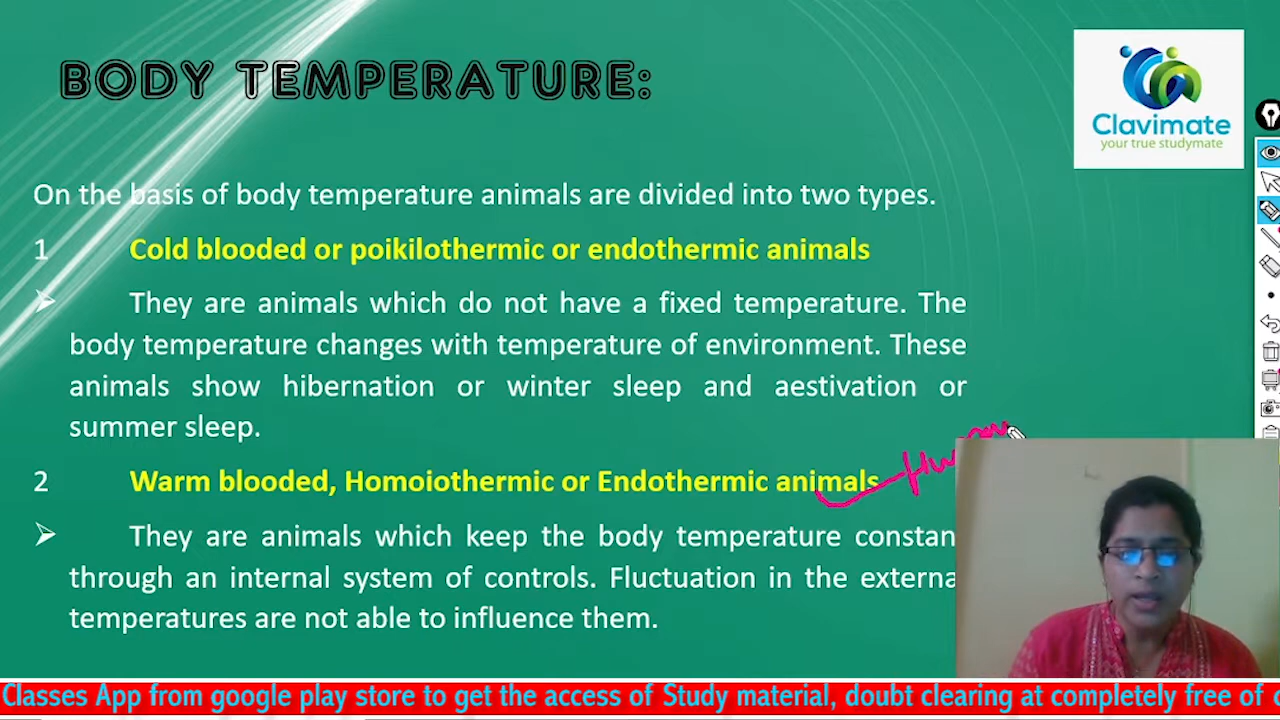 BODY TEMPERATURE:
Clavimate
your true studymate
On the basis of body temperature animals are divided into two types.
1 Cold blooded or poikilothermic or endothermic animals
They are animals which do not have a fixed temperature. The
body temperature changes with temperature of environment. These
animals show hibernation or winter sleep and aestivation or
summer sleep.
2 Warm blooded, Homoiothermic or Endothermic animals
They are animals which keep the body temperature constan
through an internal system of controls. Fluctuation in the externa
temperatures are not able to influence them.
Classes App from google play store to get the access of Study material, doubt clearing at completely free of